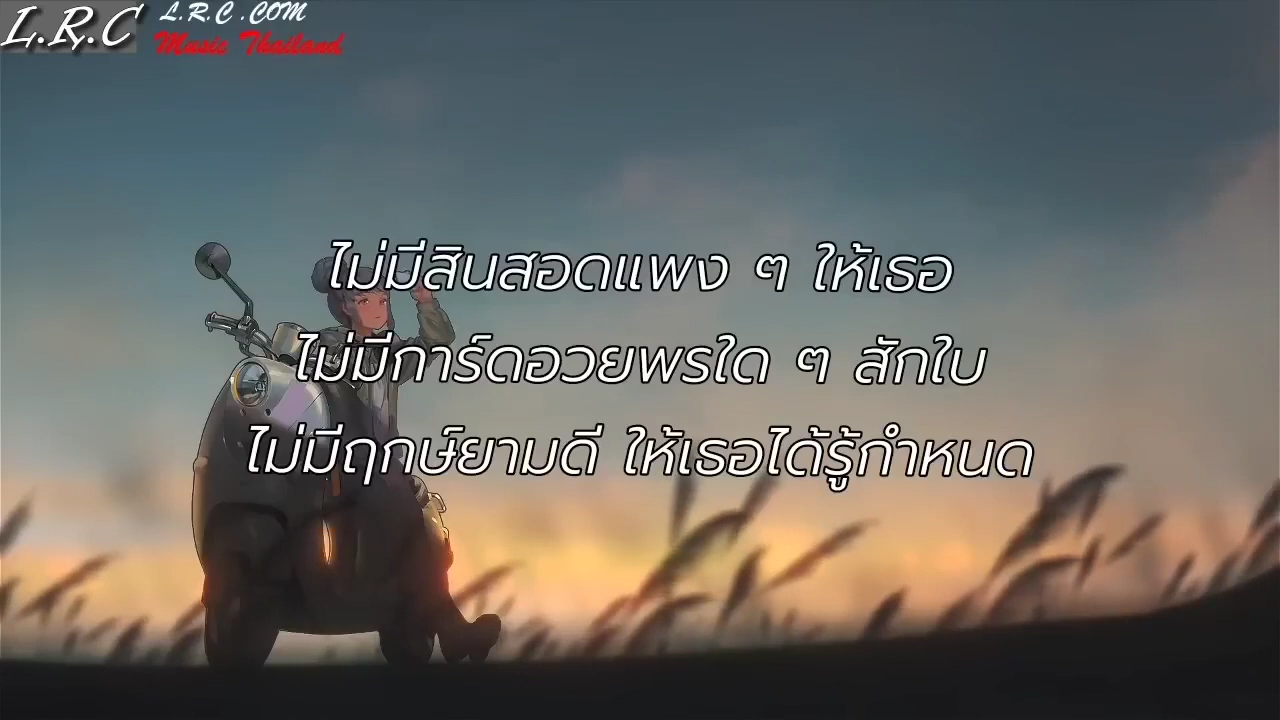 L.R.C
L.R.C .COM
Music Thailand
ไม่มีสินสอดแพง ๆ ให้เธอ
ไม่มีการ์ดอวยพรใด ๆ สักใบ
ไม่มีฤกษ์ยามดี ให้เธอได้รู้กำหนด